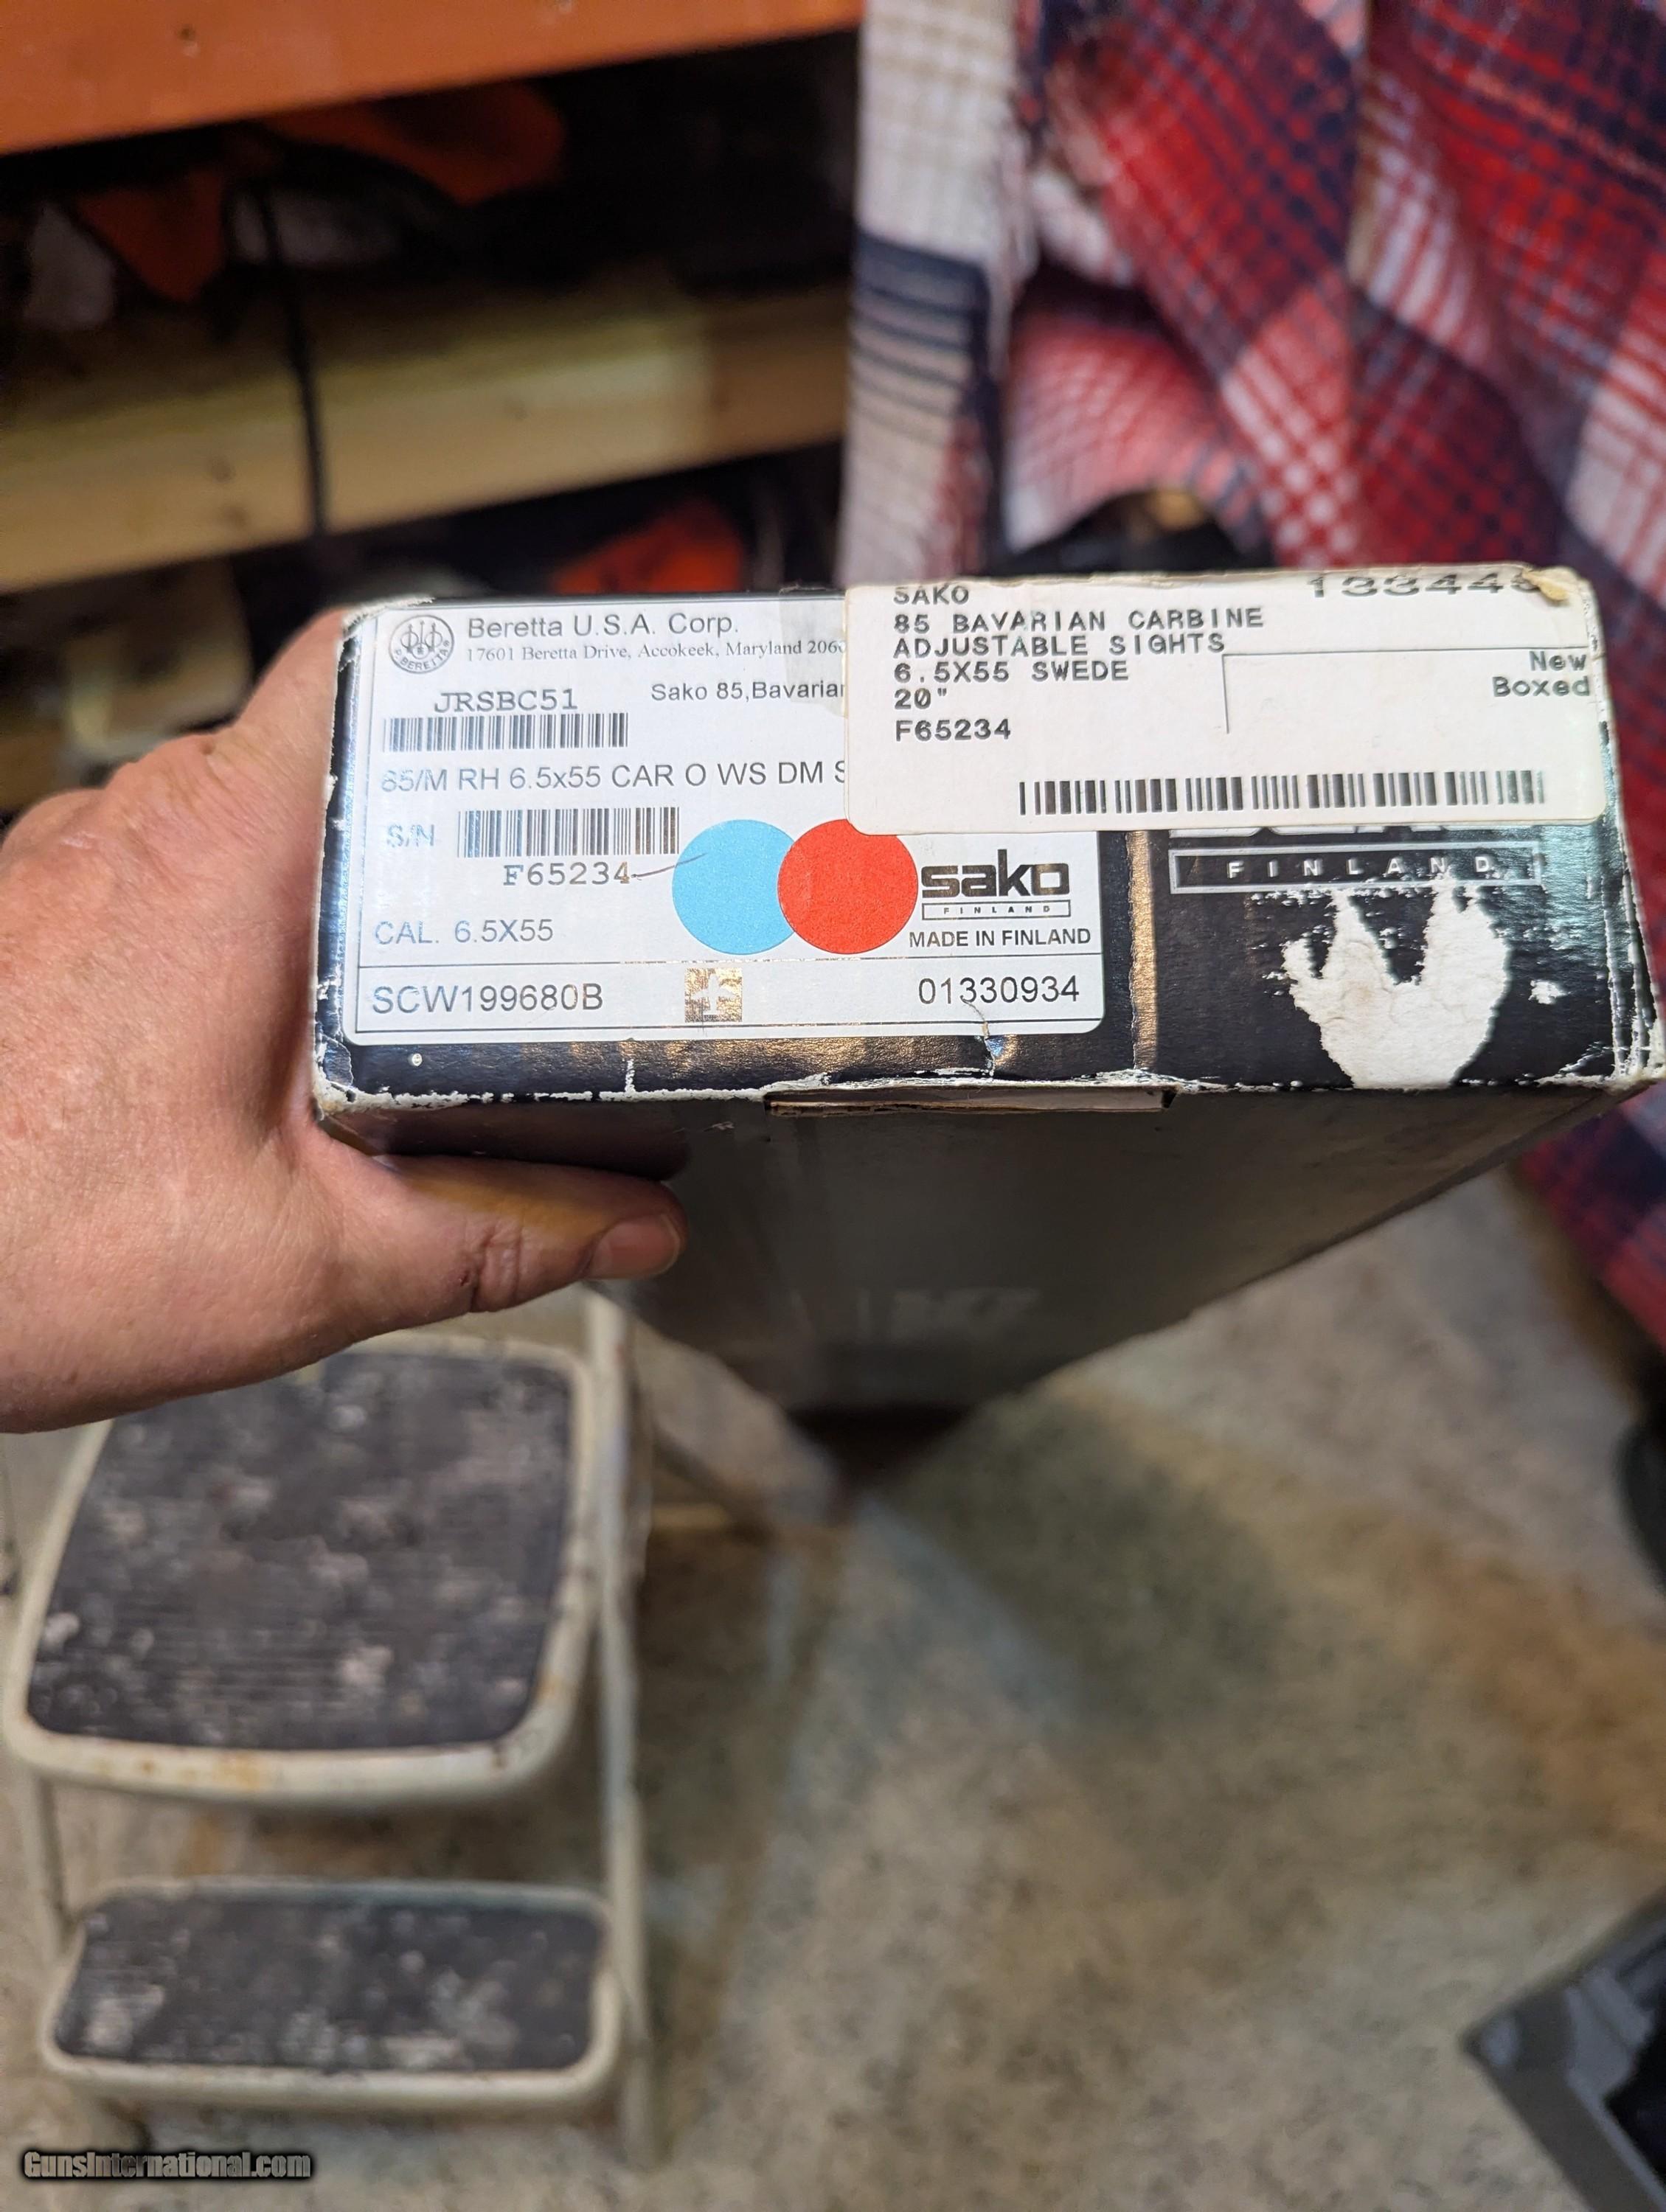 Beretta U.S.A. Corp.
17601 Beretta Drive, Accokeek, Maryland
P. BERETTA
JRSBC51
Sako 85,Bavarian
85/M RH 6.5x55 CAR O WS DM S
S/N
F65234
CAL. 6.5X55
sako
FINLAND
MADE IN FINLAND
SCW199680B
01330934
SAKO
85 BAVARIAN CARBINE
ADJUSTABLE SIGHTS
6.5X55 SWEDE
20"
F65234
New
Boxed
FINLAND
GunsInternational.com